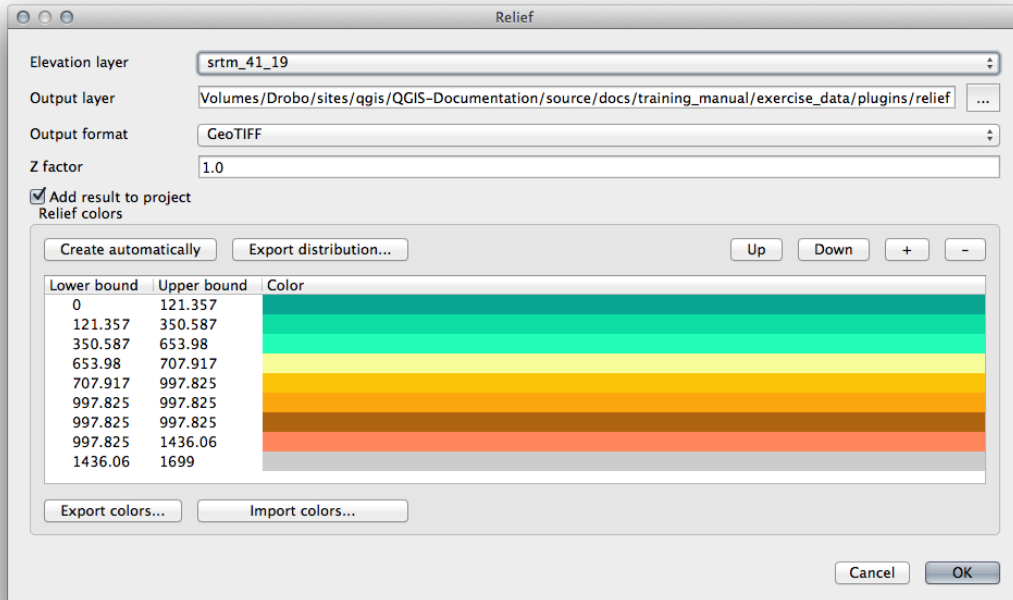 Relief
Elevation layer srtm_41_19
Output layer Volumes/Drobo/sites/qgis/QGIS-Documentation/source/docs/training_manual/exercise_data/plugins/relief ...
Output format GeoTIFF
Z factor 1.0
Add result to project
Relief colors
Create automatically Export distribution... Up Down + -
Lower bound Upper bound Color
0 121.357
121.357 350.587
350.587 653.98
653.98 707.917
707.917 997.825
997.825 997.825
997.825 997.825
997.825 1436.06
1436.06 1699
Export colors... Import colors...
Cancel OK